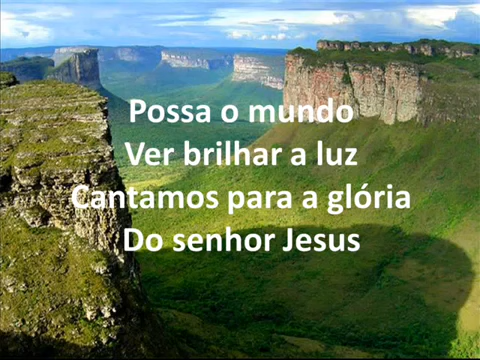 Possa o mundo
Ver brilhar a luz
Cantamos para a glória
Do senhor Jesus